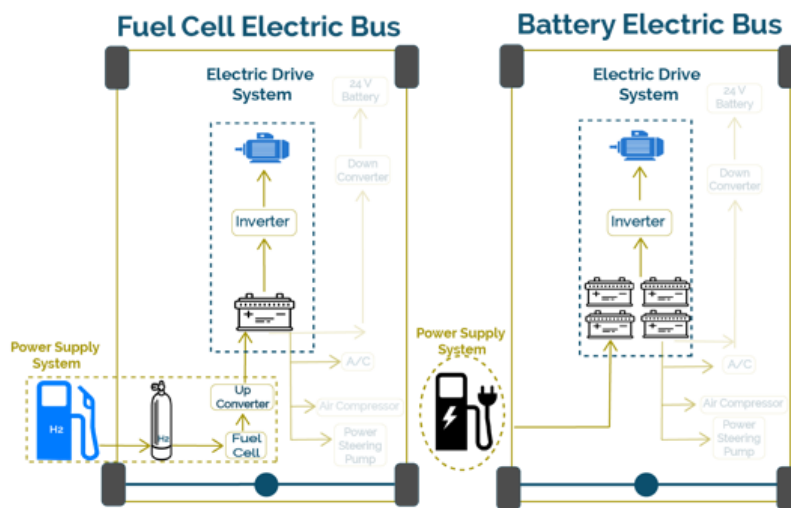 Fuel Cell Electric Bus
Electric Drive
System
24 V
Battery
Down
Converter
Inverter
Power Supply
System
H2
H2
Up
Converter
Fuel
Cell
A/C
Air Compressor
Power
Steering
Pump
Battery Electric Bus
Electric Drive
System
24 V
Battery
Down
Converter
Inverter
Power Supply
System
A/C
Air Compressor
Power
Steering
Pump